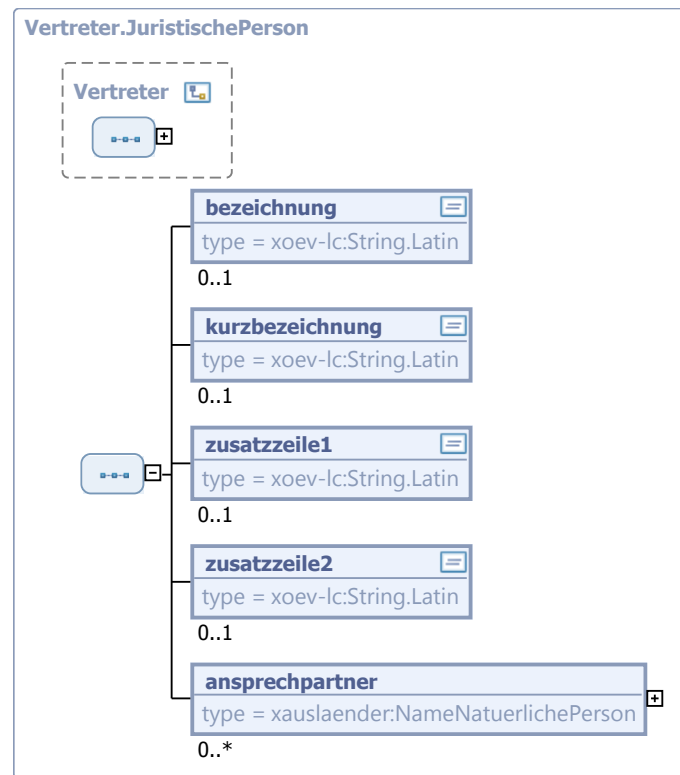 Vertreter.JuristischePerson
Vertreter
bezeichnung
type = xoev-lc:String.Latin
0..1
kurzbezeichnung
type = xoev-lc:String.Latin
0..1
zusatzzeile1
type = xoev-lc:String.Latin
0..1
zusatzzeile2
type = xoev-lc:String.Latin
0..1
ansprechpartner
type = xauslaender:NameNatuerlichePerson
0..*